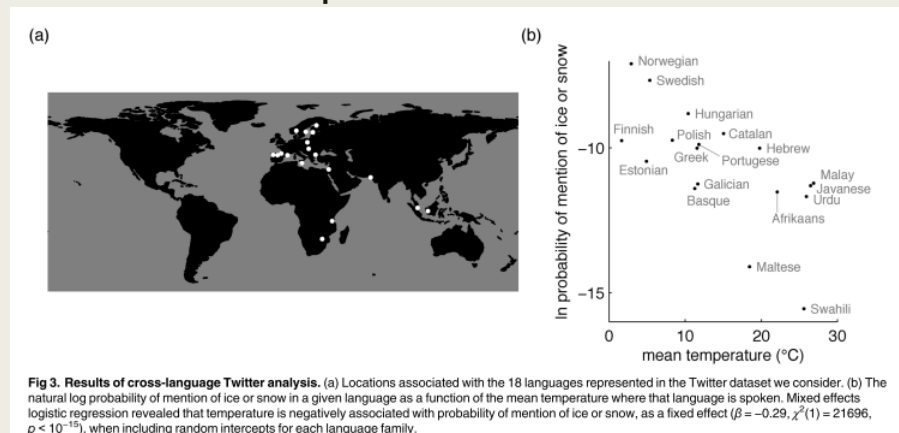 (a)
(b)
ln probability of mention of ice or snow
−10
−15
Norwegian
Swedish
Hungarian
Finnish
Polish
Catalan
Greek
Portugese
Hebrew
Estonian
Galician
Basque
Malay
Javanese
Urdu
Afrikaans
Maltese
Swahili
0 10 20 30
mean temperature (°C)
Fig 3. Results of cross-language Twitter analysis. (a) Locations associated with the 18 languages represented in the Twitter dataset we consider. (b) The
natural log probability of mention of ice or snow in a given language as a function of the mean temperature where that language is spoken. Mixed effects
logistic regression revealed that temperature is negatively associated with probability of mention of ice or snow, as a fixed effect (β = −0.29, χ²(1) = 21696,
p < 10⁻¹⁵), when including random intercepts for each language family.